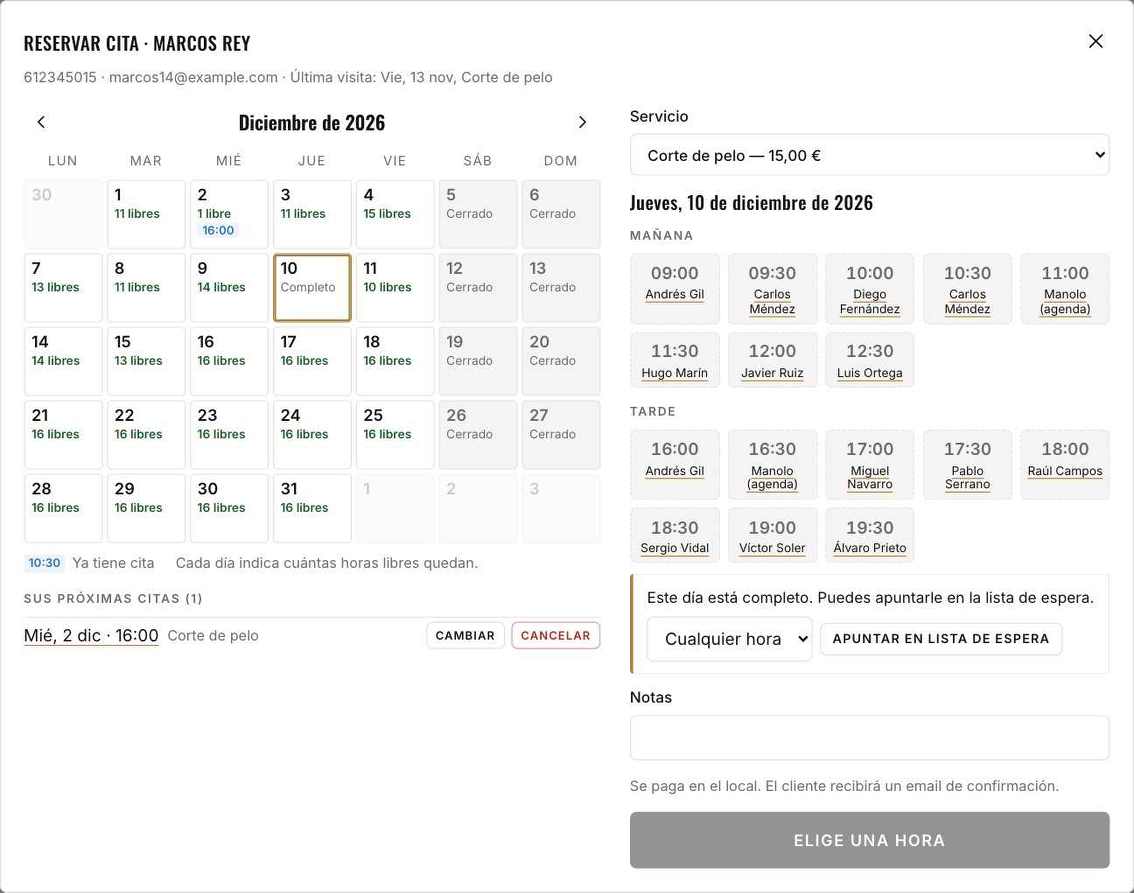 RESERVAR CITA · MARCOS REY
612345015 · marcos14@example.com · Última visita: Vie, 13 nov, Corte de pelo
Diciembre de 2026
LUN MAR MIÉ JUE VIE SÁB DOM
30 1 2 3 4 5 6
11 libres 1 libre 11 libres 15 libres Cerrado Cerrado
16:00
7 8 9 10 11 12 13
13 libres 11 libres 14 libres Completo 10 libres Cerrado Cerrado
14 15 16 17 18 19 20
14 libres 13 libres 16 libres 16 libres 16 libres Cerrado Cerrado
21 22 23 24 25 26 27
16 libres 16 libres 16 libres 16 libres 16 libres Cerrado Cerrado
28 29 30 31 1 2 3
16 libres 16 libres 16 libres 16 libres
10:30 Ya tiene cita Cada día indica cuántas horas libres quedan.
SUS PRÓXIMAS CITAS (1)
Mié, 2 dic · 16:00 Corte de pelo CAMBIAR CANCELAR
Servicio
Corte de pelo — 15,00 €
Jueves, 10 de diciembre de 2026
MAÑANA
09:00 09:30 10:00 10:30 11:00
Andrés Gil Carlos Diego Carlos Manolo
Méndez Fernández Méndez (agenda)
11:30 12:00 12:30
Hugo Marín Javier Ruiz Luis Ortega
TARDE
16:00 16:30 17:00 17:30 18:00
Andrés Gil Manolo Miguel Pablo Raúl Campos
(agenda) Navarro Serrano
18:30 19:00 19:30
Sergio Vidal Víctor Soler Álvaro Prieto
Este día está completo. Puedes apuntarle en la lista de espera.
Cualquier hora APUNTAR EN LISTA DE ESPERA
Notas
Se paga en el local. El cliente recibirá un email de confirmación.
ELIGE UNA HORA